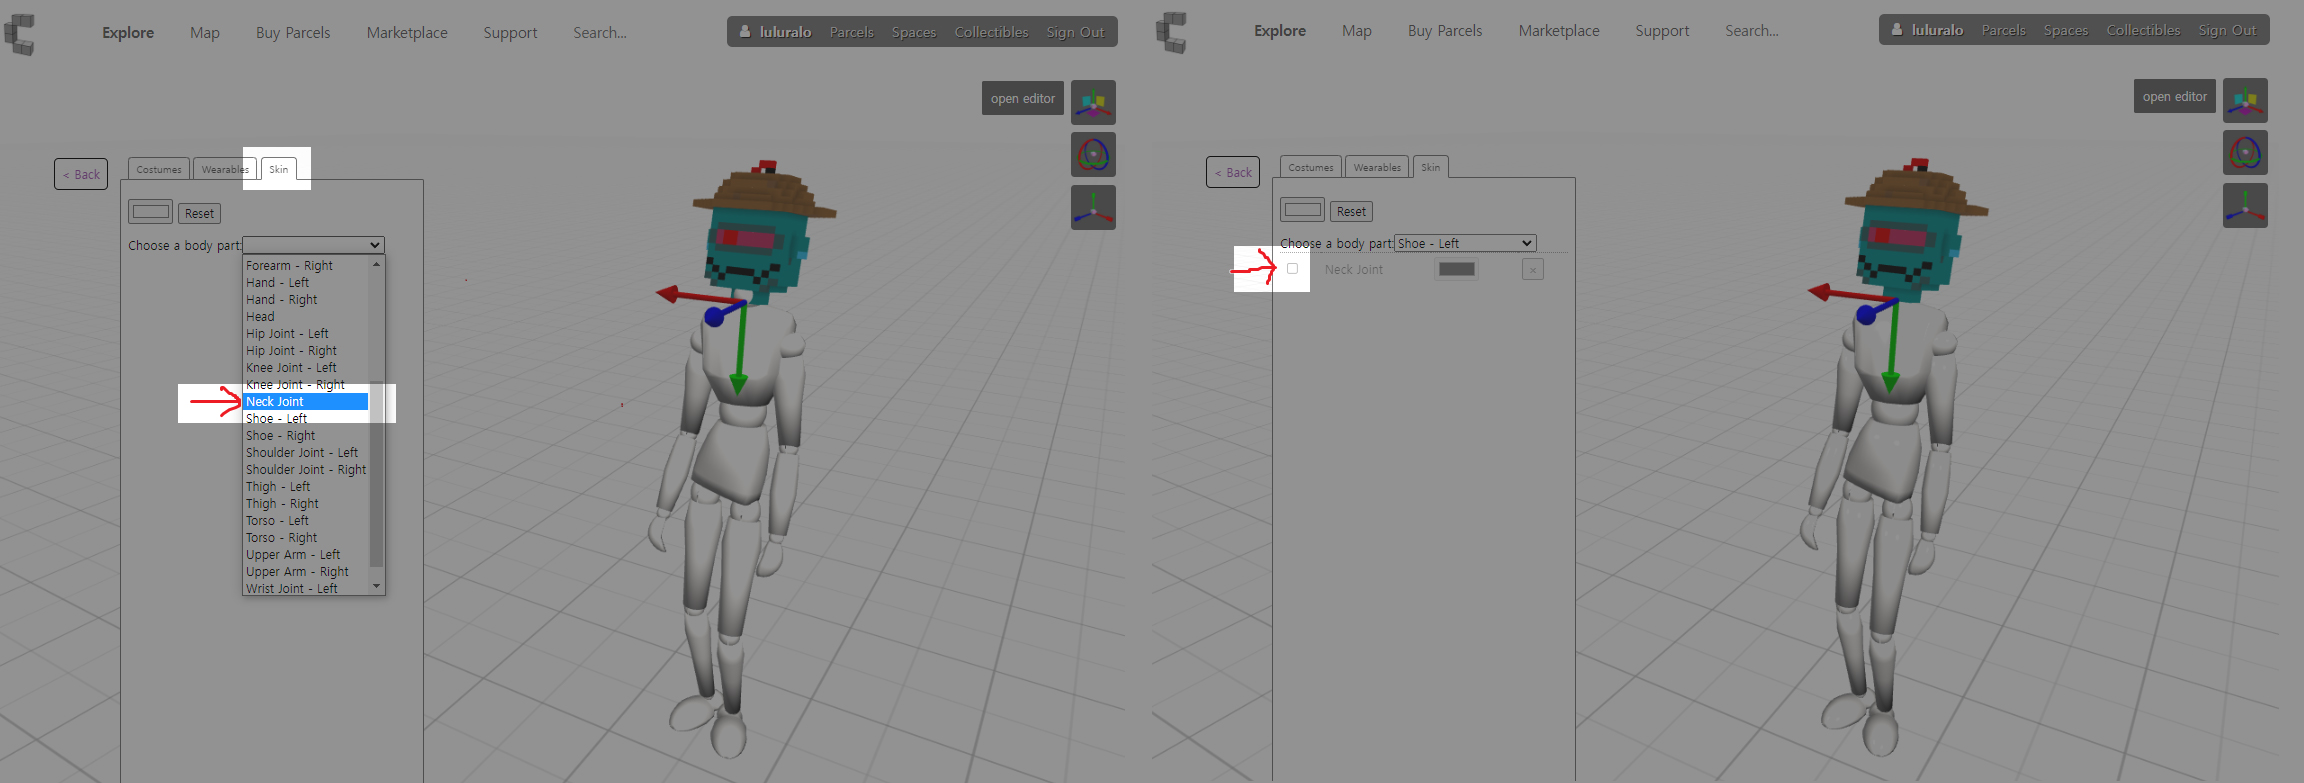 Explore Map Buy Parcels Marketplace Support Search... lululralo Parcels Spaces Collectibles Sign Out
open editor
< Back
Costumes Wearables Skin
Reset
Choose a body part:
Forearm - Right
Hand - Left
Hand - Right
Head
Hip Joint - Left
Hip Joint - Right
Knee Joint - Left
Knee Joint - Right
Neck Joint
Shoe - Left
Shoe - Right
Shoulder Joint - Left
Shoulder Joint - Right
Thigh - Left
Thigh - Right
Torso - Left
Torso - Right
Upper Arm - Left
Upper Arm - Right
Wrist Joint - Left
Explore Map Buy Parcels Marketplace Support Search... luluralo Parcels Spaces Collectibles Sign Out
open editor
< Back
Costumes Wearables Skin
Reset
Choose a body part: Shoe - Left
Neck Joint ×